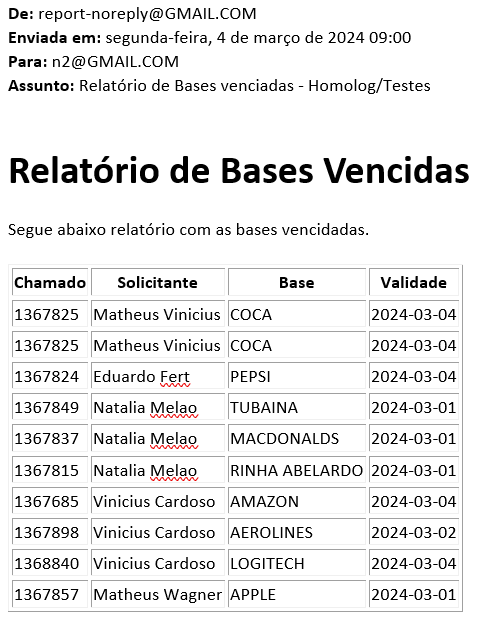 De: report-noreply@GMAIL.COM
Enviada em: segunda-feira, 4 de março de 2024 09:00
Para: n2@GMAIL.COM
Assunto: Relatório de Bases venciadas - Homolog/Testes
Relatório de Bases Vencidas
Segue abaixo relatório com as bases vencidadas.
Chamado Solicitante Base Validade
1367825 Matheus Vinicius COCA 2024-03-04
1367825 Matheus Vinicius COCA 2024-03-04
1367824 Eduardo Fert PEPSI 2024-03-04
1367849 Natalia Melao TUBAINA 2024-03-01
1367837 Natalia Melao MACDONALDS 2024-03-01
1367815 Natalia Melao RINHA ABELARDO 2024-03-01
1367685 Vinicius Cardoso AMAZON 2024-03-04
1367898 Vinicius Cardoso AEROLINES 2024-03-02
1368840 Vinicius Cardoso LOGITECH 2024-03-04
1367857 Matheus Wagner APPLE 2024-03-01